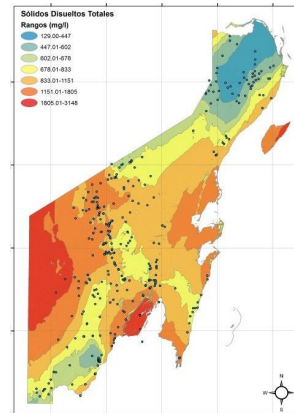 Sólidos Disueltos Totales
Rangos (mg/l)
129.00-447
447.01-602
602.01-678
678.01-833
833.01-1151
1151.01-1805
1805.01-3148
N
W
E
S